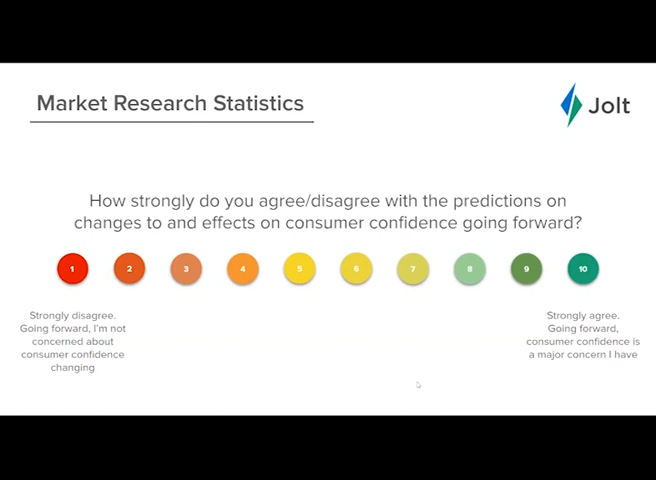 Market Research Statistics
Jolt
How strongly do you agree/disagree with the predictions on
changes to and effects on consumer confidence going forward?
1 2 3 4 5 6 7 8 9 10
Strongly disagree.
Going forward, I'm not
concerned about
consumer confidence
changing
Strongly agree.
Going forward,
consumer confidence is
a major concern I have